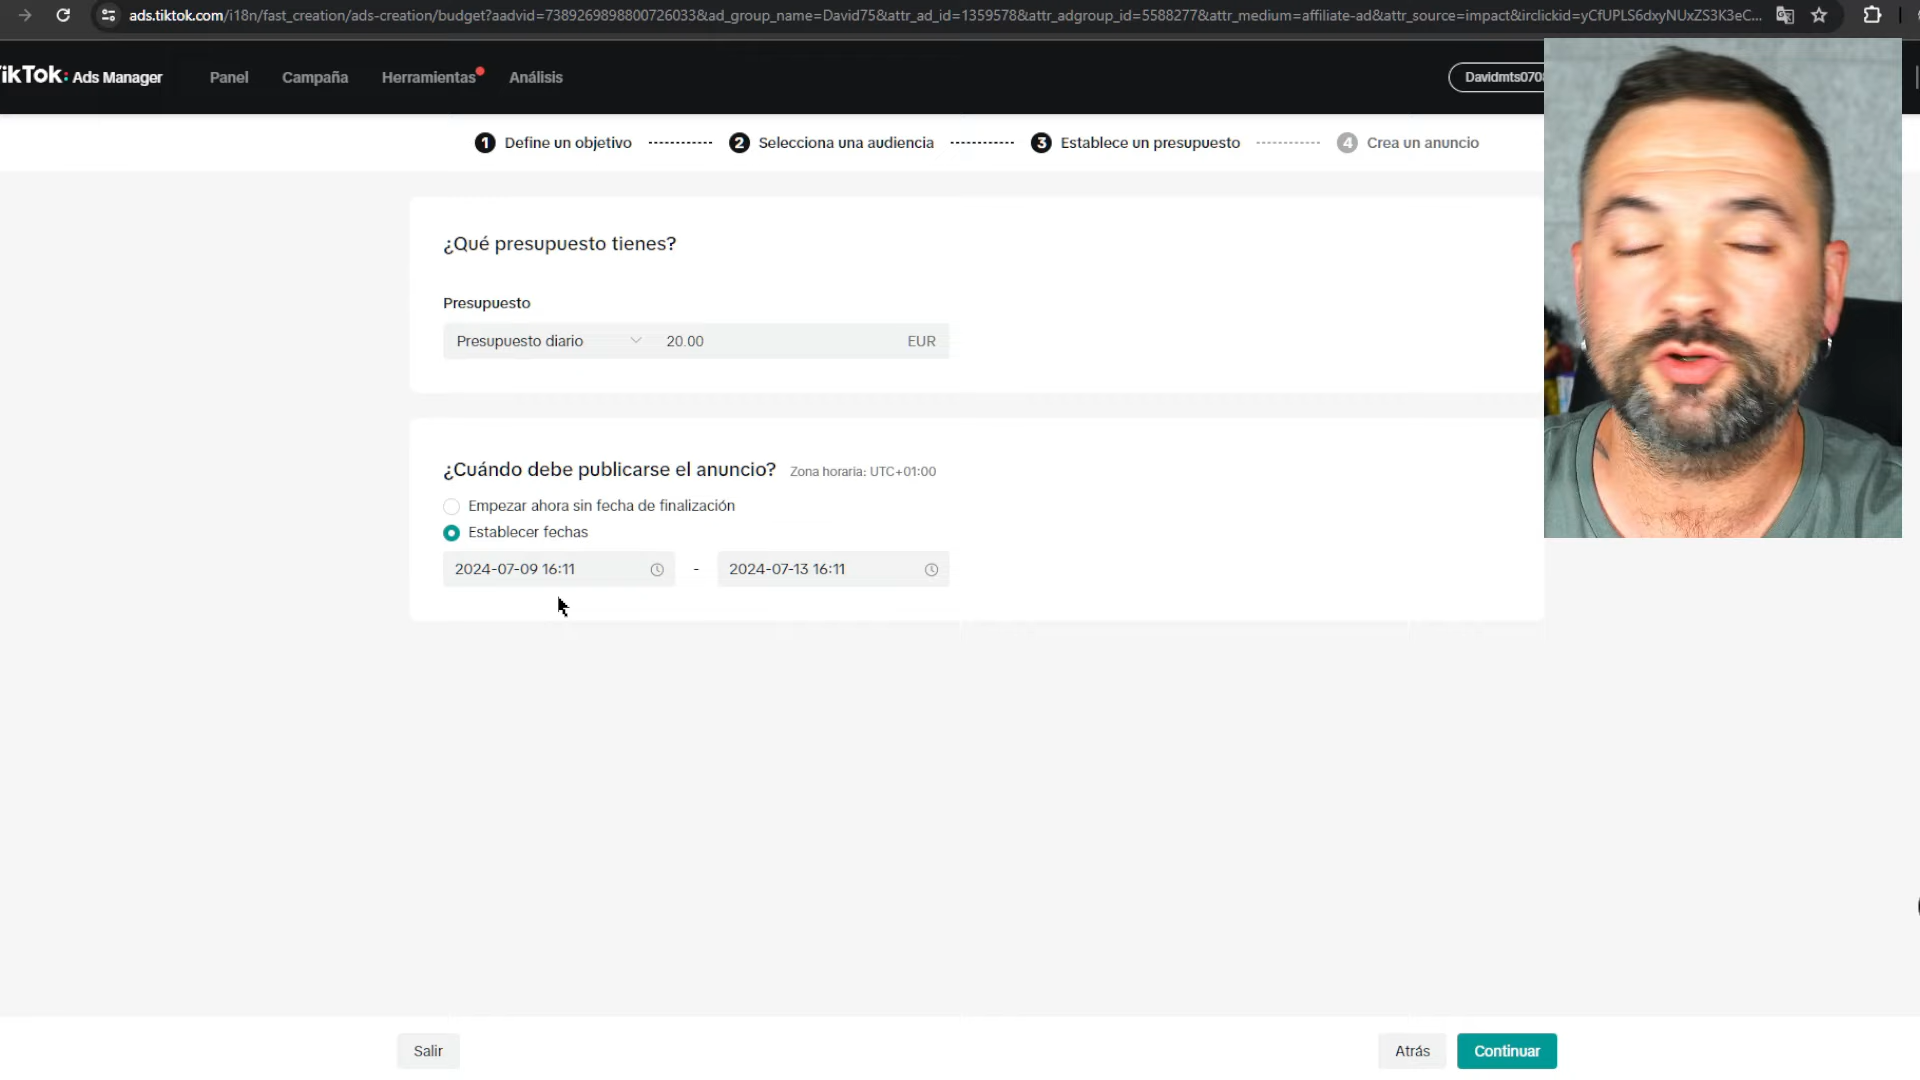 ads.tiktok.com/i18n/fast_creation/ads-creation/budget?aadvid=7389269898800726033&ad_group_name=David75&attr_ad_id=1359578&attr_adgroup_id=5588277&attr_medium=affiliate-ad&attr_source=impact&irclickid=yCfUPLS6dxyNUxZS3K3eC...
ikTok: Ads Manager Panel Campaña Herramientas Análisis Davidmts070
1 Define un objetivo 2 Selecciona una audiencia 3 Establece un presupuesto 4 Crea un anuncio
¿Qué presupuesto tienes?
Presupuesto
Presupuesto diario 20.00 EUR
¿Cuándo debe publicarse el anuncio? Zona horaria: UTC+01:00
Empezar ahora sin fecha de finalización
Establecer fechas
2024-07-09 16:11 - 2024-07-13 16:11
Salir Atrás Continuar